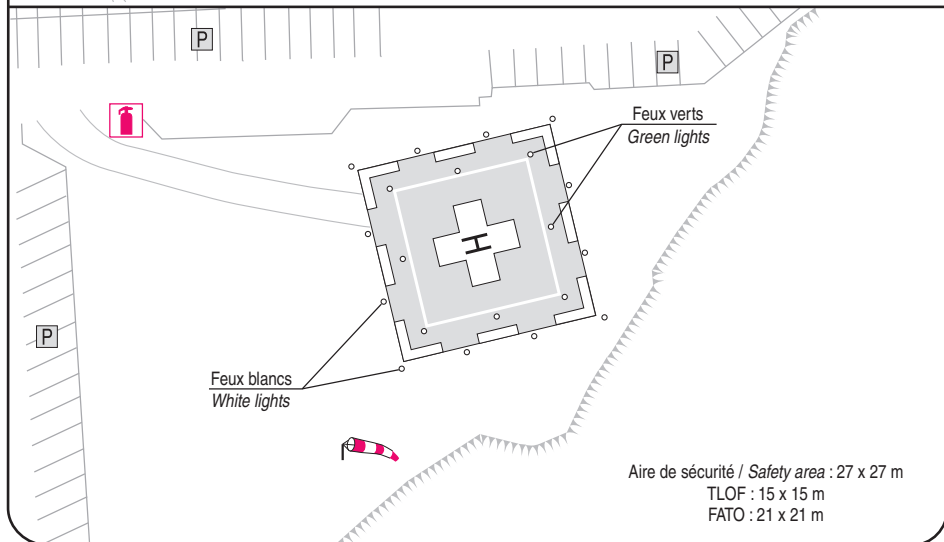 P
P
Feux verts
Green lights
H
P
Feux blancs
White lights
Aire de sécurité / Safety area : 27 x 27 m
TLOF : 15 x 15 m
FATO : 21 x 21 m